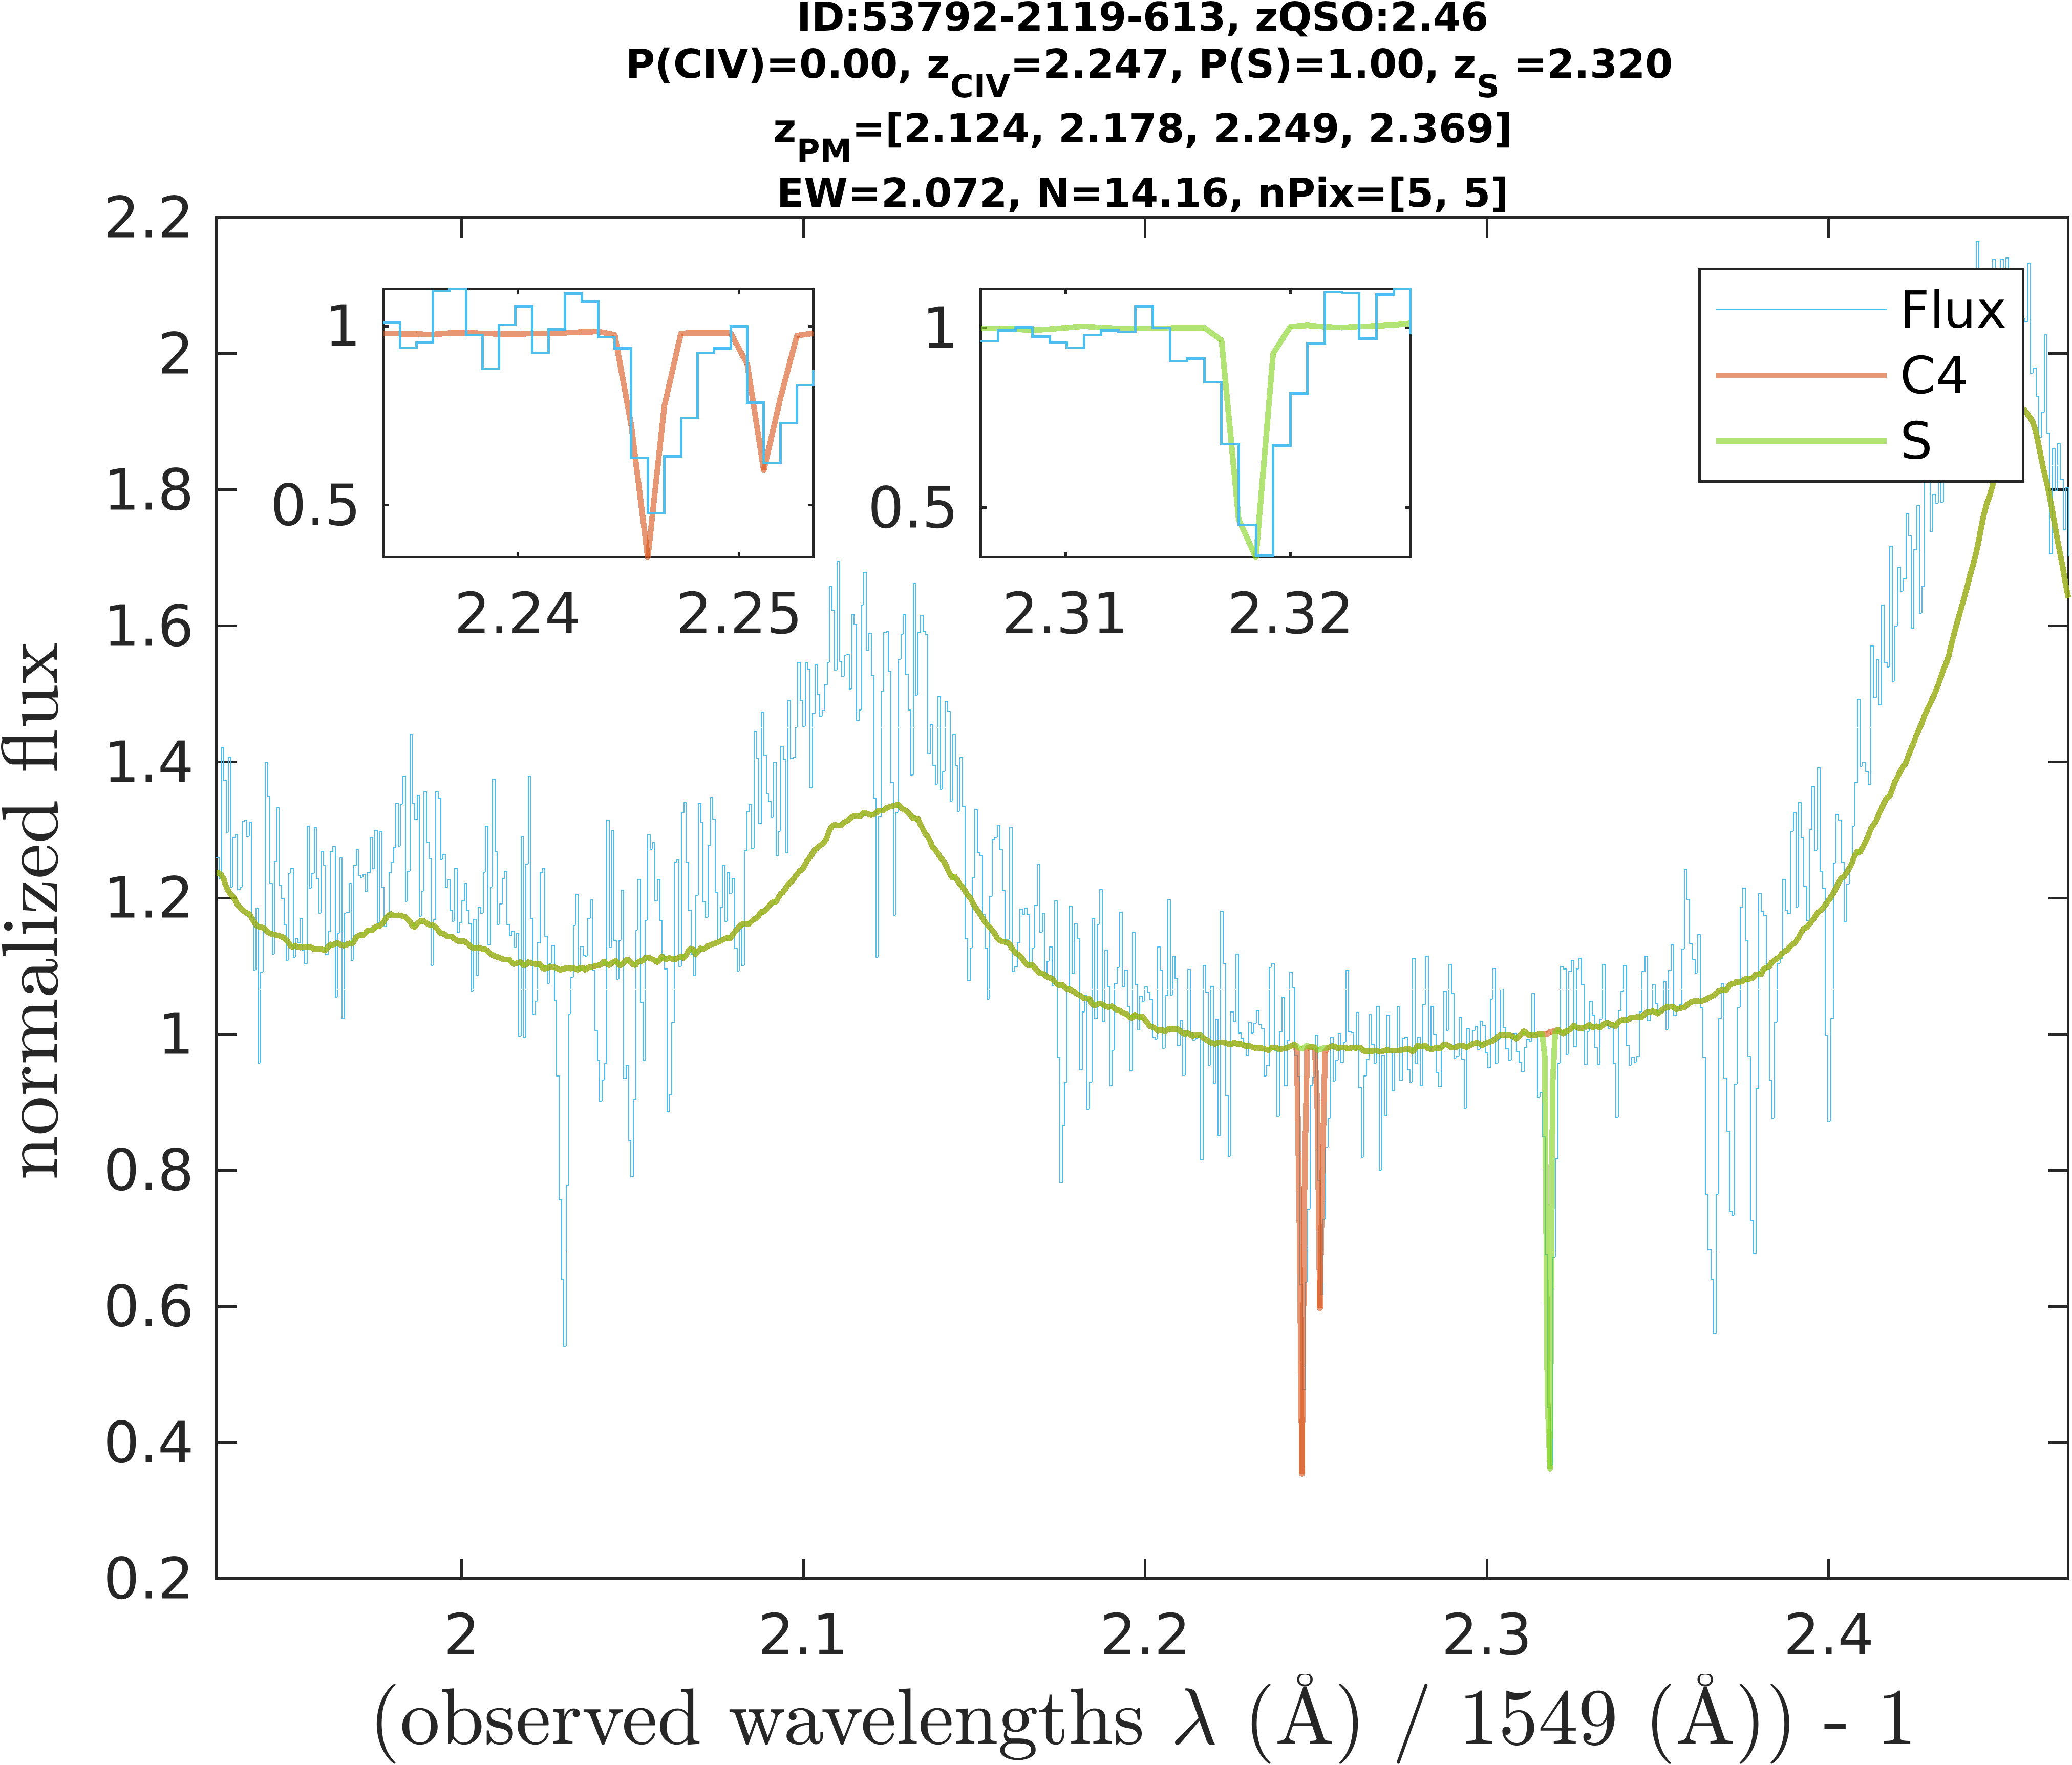 ID:53792-2119-613, zQSO:2.46
P(CIV)=0.00, zCIV=2.247, P(S)=1.00, zS =2.320
zPM=[2.124, 2.178, 2.249, 2.369]
EW=2.072, N=14.16, nPix=[5, 5]
2.2
2
1.8
1.6
1.4
1.2
1
0.8
0.6
0.4
0.2
normalized flux
1
0.5
2.24
2.25
1
0.5
2.31
2.32
Flux
C4
S
2
2.1
2.2
2.3
2.4
(observed wavelengths λ (Å) / 1549 (Å)) - 1